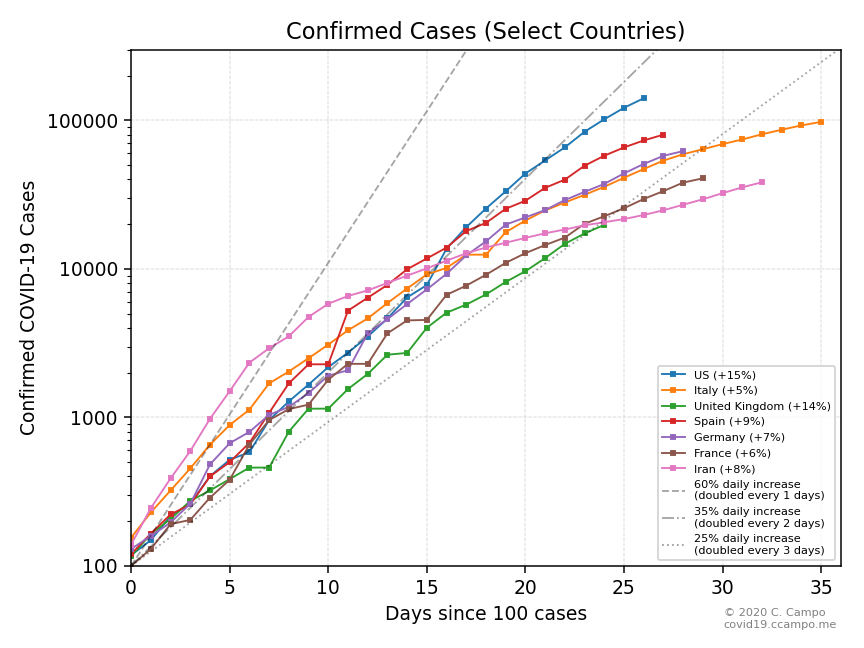 Confirmed Cases (Select Countries)
Confirmed COVID-19 Cases
100000
10000
1000
100
0 5 10 15 20 25 30 35
Days since 100 cases
US (+15%)
Italy (+5%)
United Kingdom (+14%)
Spain (+9%)
Germany (+7%)
France (+6%)
Iran (+8%)
60% daily increase
(doubled every 1 days)
35% daily increase
(doubled every 2 days)
25% daily increase
(doubled every 3 days)
© 2020 C. Campo
covid19.ccampo.me